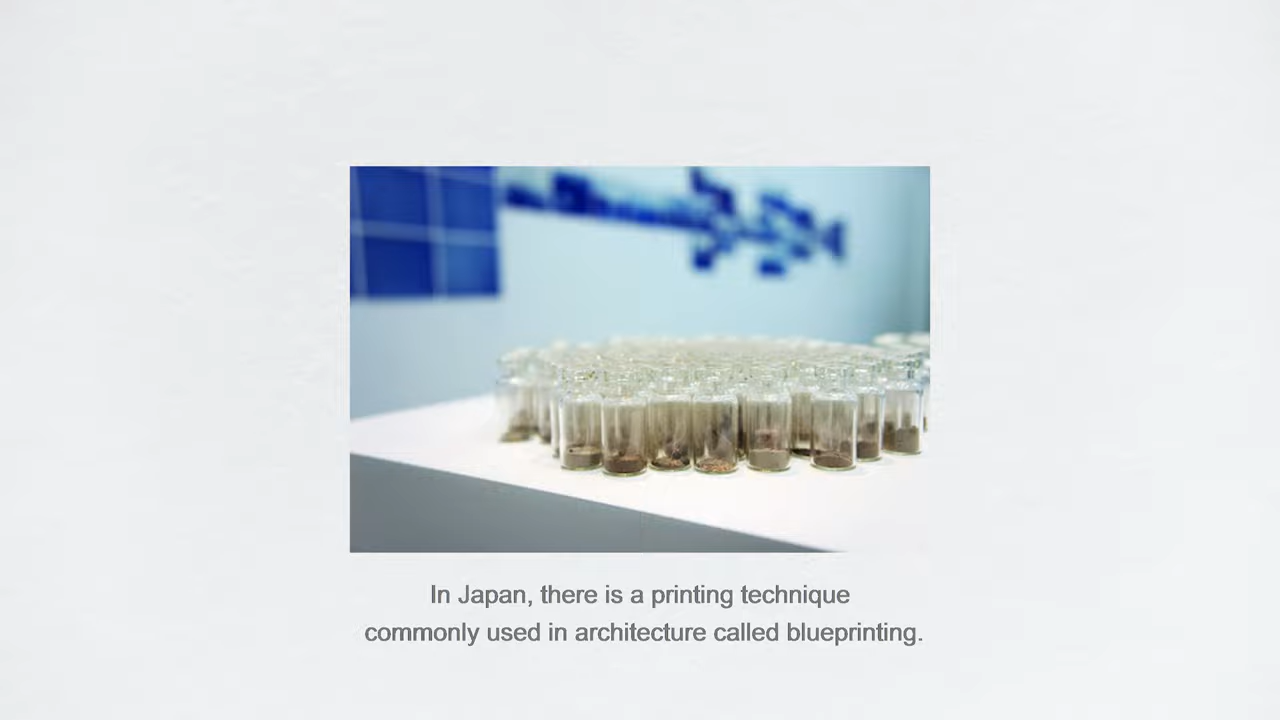 In Japan, there is a printing technique
commonly used in architecture called blueprinting.